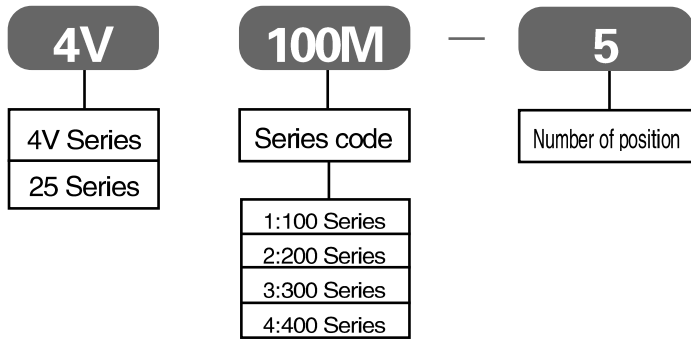 4V 100M — 5
4V Series
25 Series
Series code
1:100 Series
2:200 Series
3:300 Series
4:400 Series
Number of position